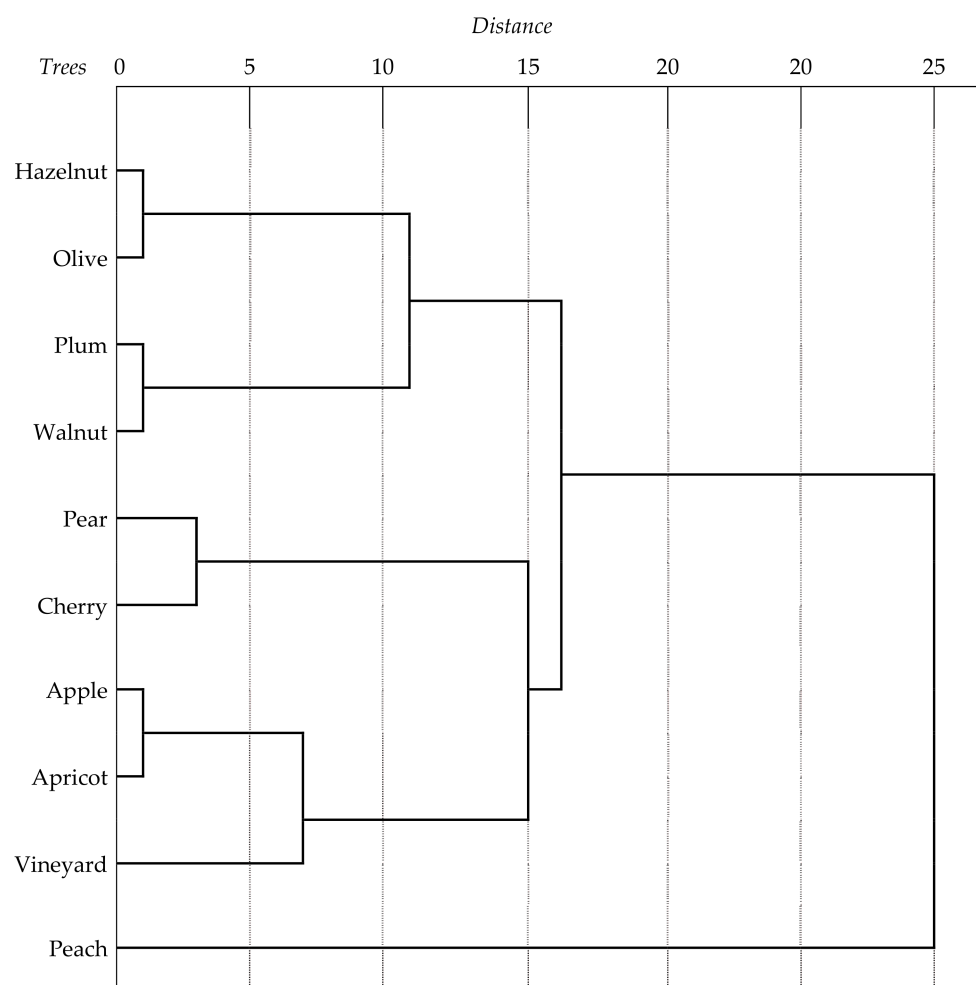 Distance
Trees 0 5 10 15 20 20 25
Hazelnut
Olive
Plum
Walnut
Pear
Cherry
Apple
Apricot
Vineyard
Peach